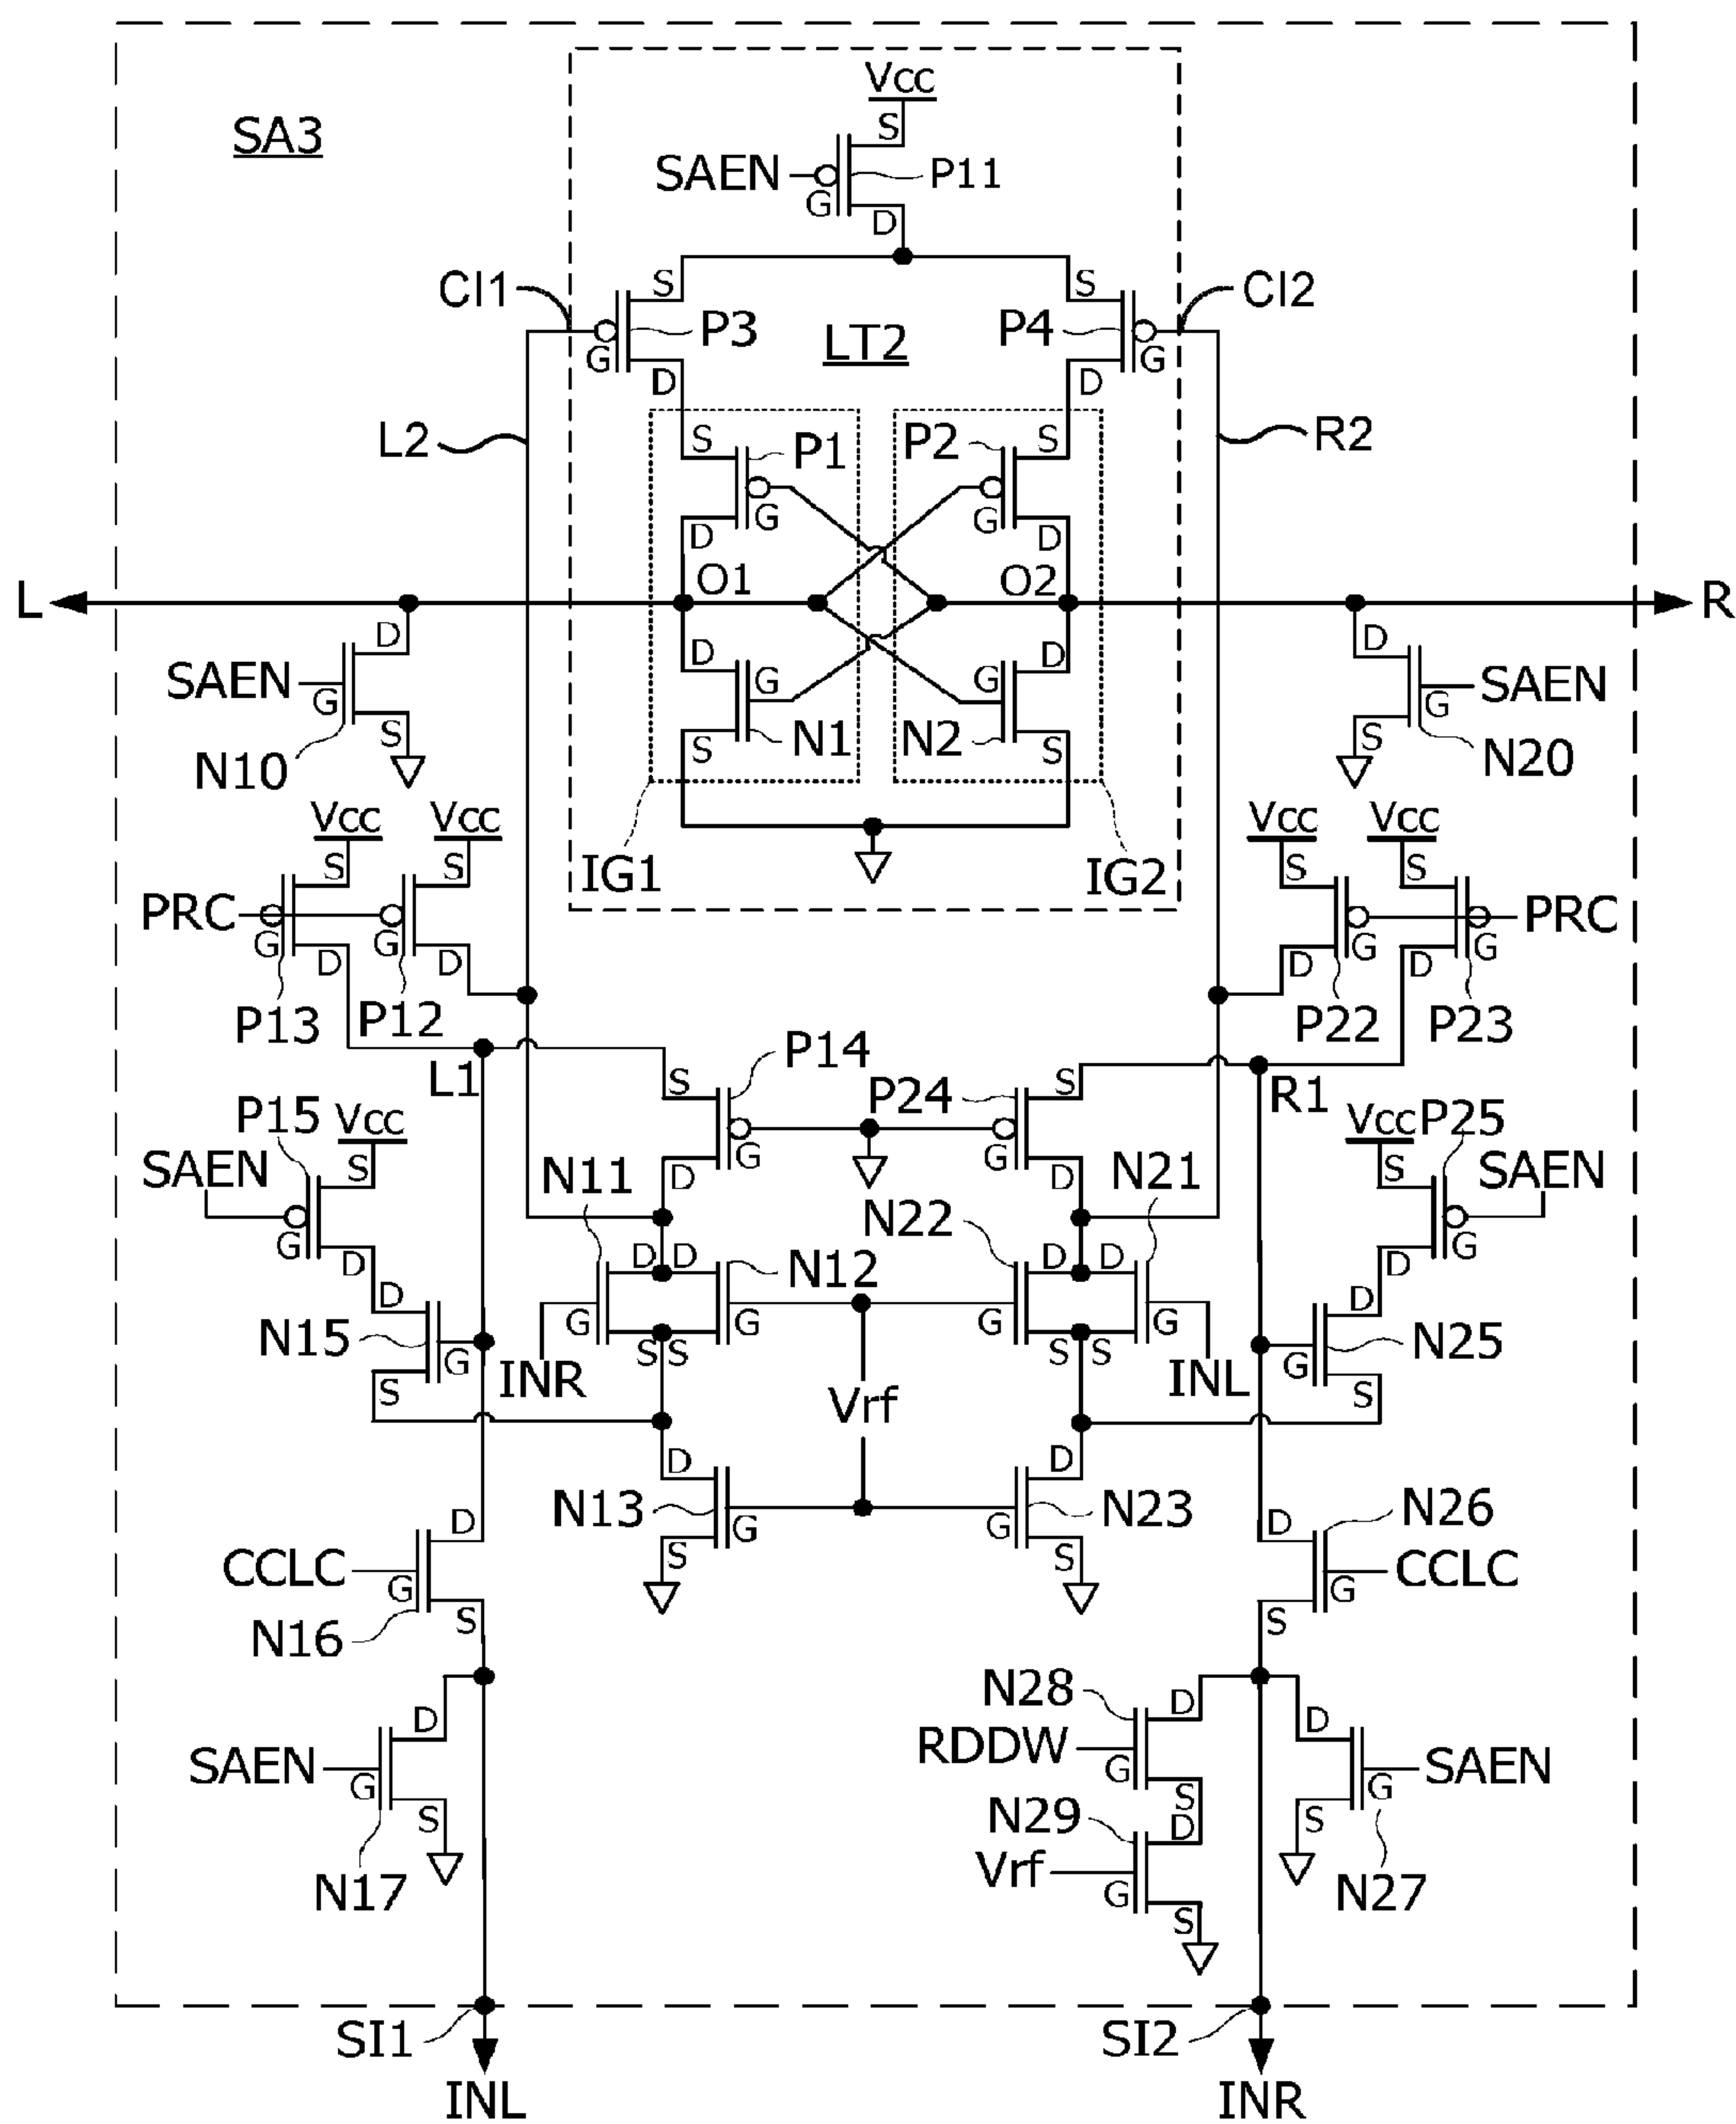 Vcc
SA3
S
SAEN P11
G D
CI1 S S CI2
P3 LT2 P4
G D D G
L2 S P1 P2 S R2
G G
D D
L O1 O2 R
D D G G D D
SAEN G S N1 N2 S G SAEN
N10 S S N20
Vcc Vcc IG1 IG2 Vcc Vcc
S S S S
PRC G G G G PRC
D D D D
P13 P12 P22 P23
L1 S P14 P24 S R1
P15 Vcc G G Vcc P25
SAEN S D D S SAEN
N11 N22 N21
G D D D N12 D D D G
D D
N15 G G G G G G N25
S INR S S S S INL S
Vrf
D D
N13 G G N23
S S
D D N26
CCLC G G CCLC
N16 S S
N28 D
D D
SAEN G RDDW G G SAEN
S S S
N29 D
N17 Vrf G N27
S
SI1 SI2
INL INR